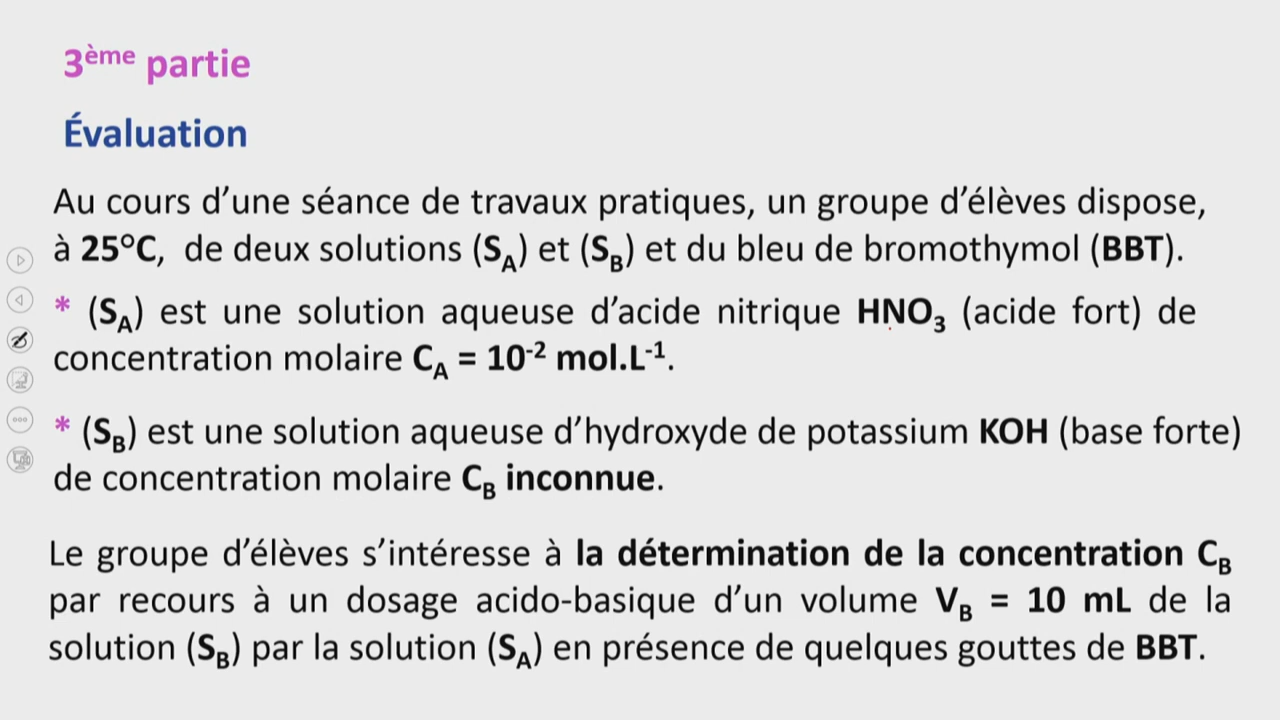 3ème partie
Évaluation
Au cours d’une séance de travaux pratiques, un groupe d’élèves dispose,
à 25°C, de deux solutions (SA) et (SB) et du bleu de bromothymol (BBT).
* (SA) est une solution aqueuse d’acide nitrique HNO3 (acide fort) de
concentration molaire CA = 10-2 mol.L-1.
* (SB) est une solution aqueuse d’hydroxyde de potassium KOH (base forte)
de concentration molaire CB inconnue.
Le groupe d’élèves s’intéresse à la détermination de la concentration CB
par recours à un dosage acido-basique d’un volume VB = 10 mL de la
solution (SB) par la solution (SA) en présence de quelques gouttes de BBT.